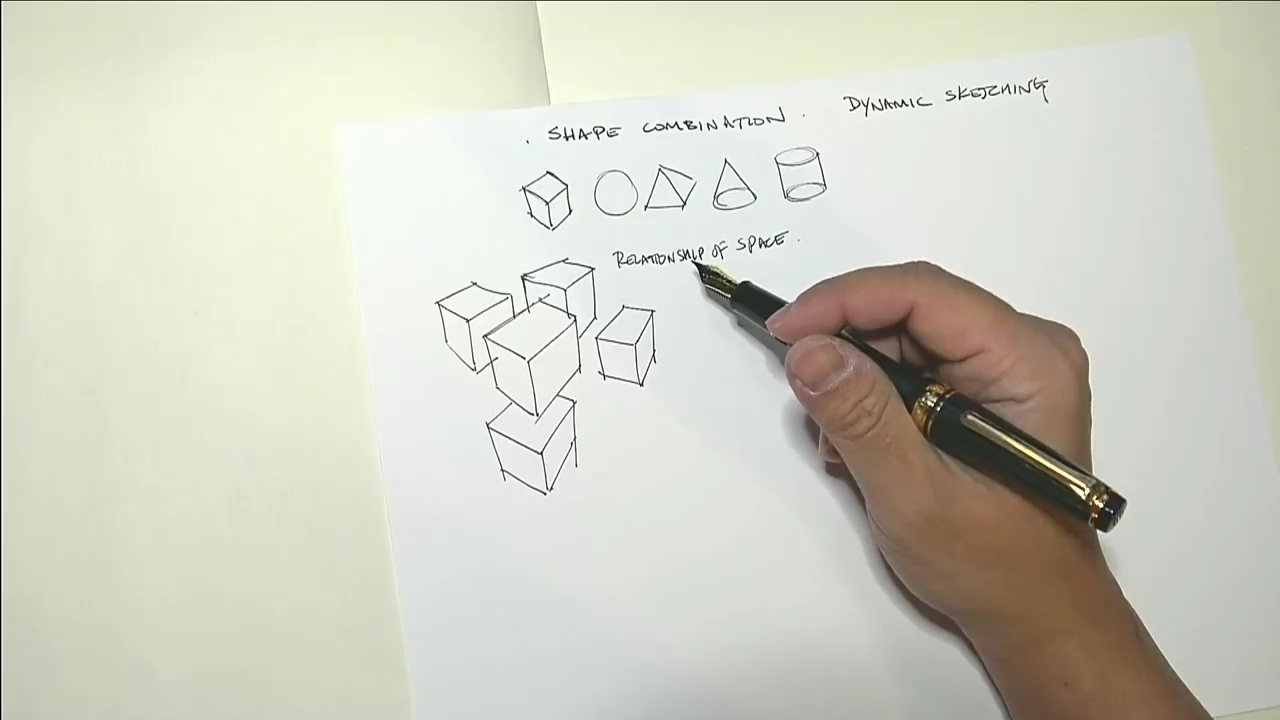 . SHAPE COMBINATION . DYNAMIC SKETCHING
RELATIONSHIP OF SPACE .